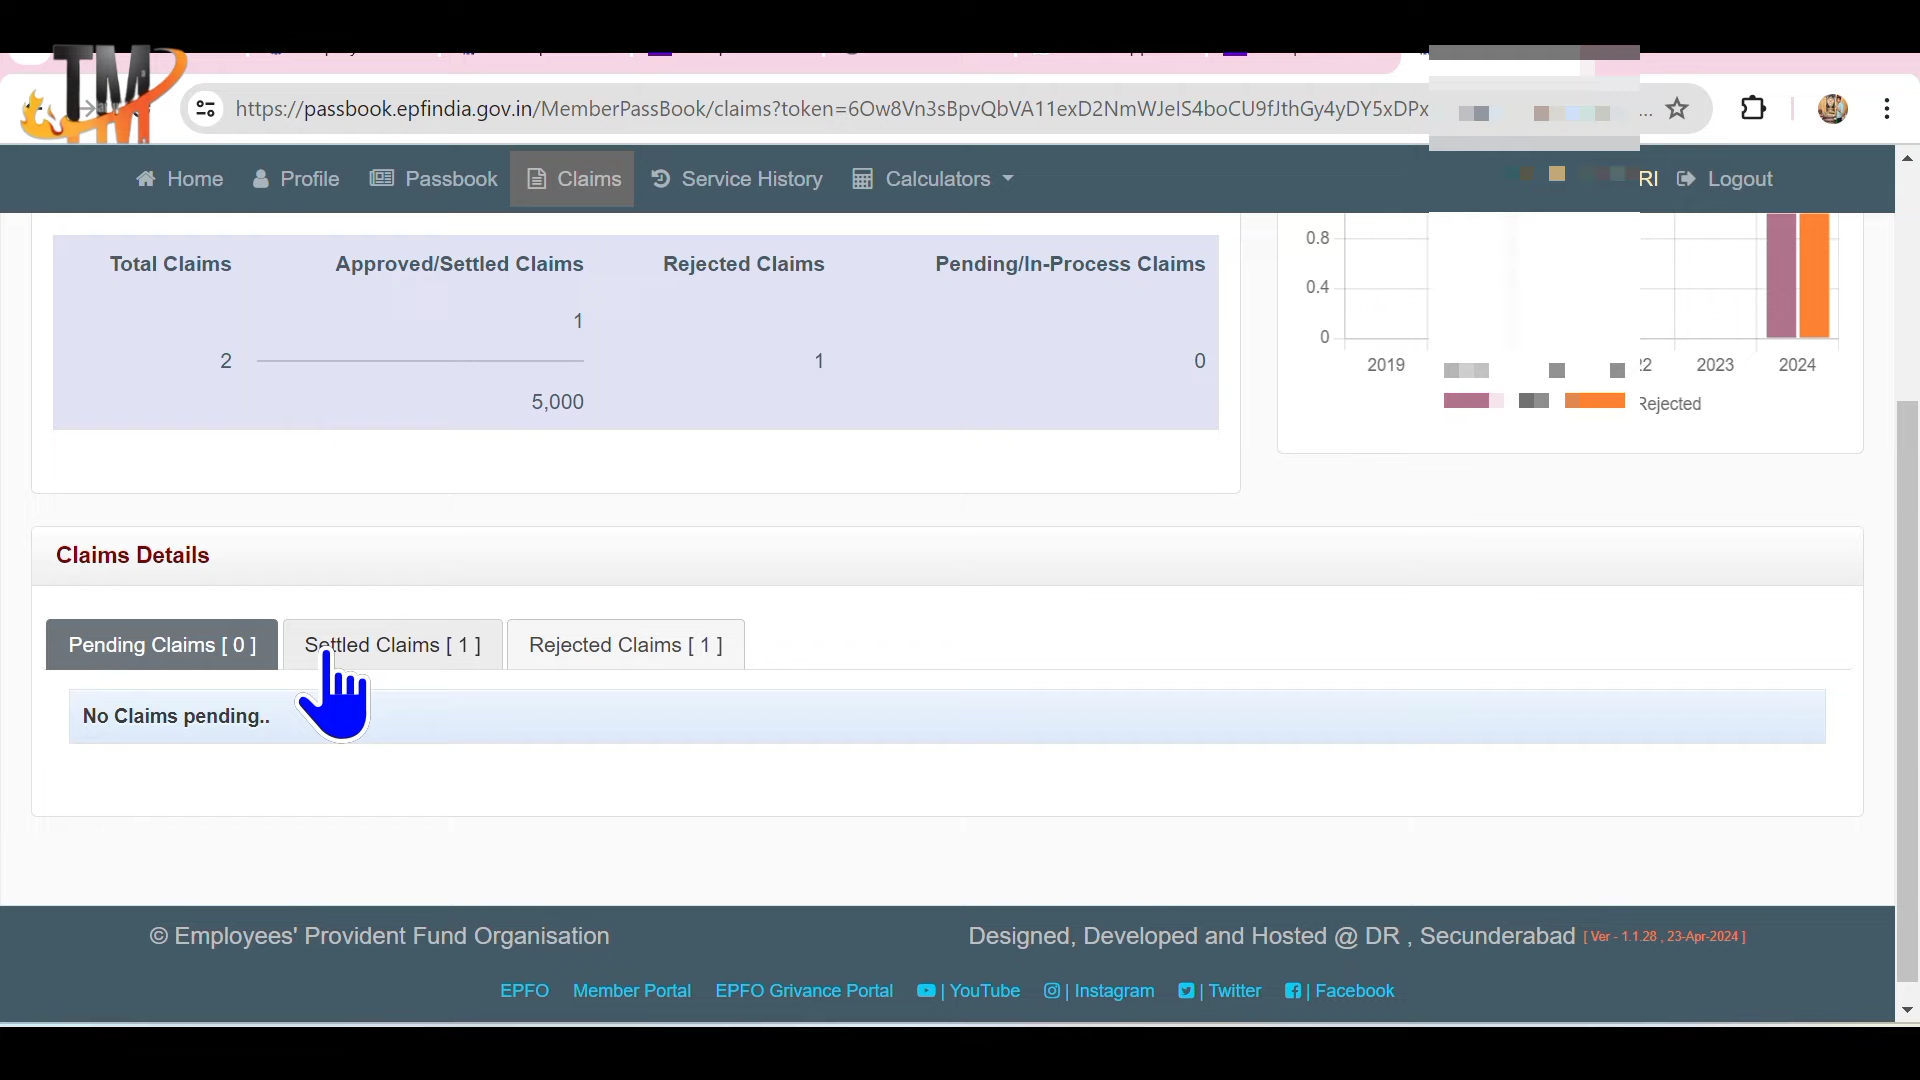 TM
https://passbook.epfindia.gov.in/MemberPassBook/claims?token=6Ow8Vn3sBpvQbVA11exD2NmWJeIS4boCU9fJthGy4yDY5xDPx ...
Home Profile Passbook Claims Service History Calculators RI Logout
Total Claims Approved/Settled Claims Rejected Claims Pending/In-Process Claims
1
2 1 0
5,000
0.8
0.4
0
2019 22 2023 2024
Rejected
Claims Details
Pending Claims [ 0 ] Settled Claims [ 1 ] Rejected Claims [ 1 ]
No Claims pending..
© Employees' Provident Fund Organisation Designed, Developed and Hosted @ DR , Secunderabad [ Ver - 1.1.28 , 23-Apr-2024 ]
EPFO Member Portal EPFO Grivance Portal | YouTube | Instagram | Twitter | Facebook